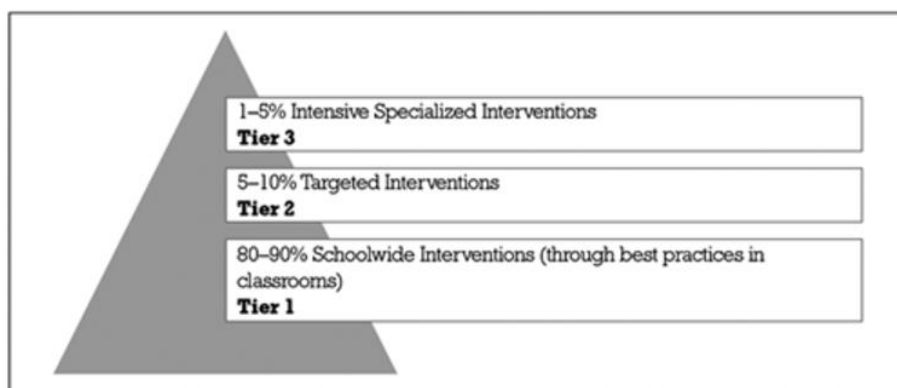 1–5% Intensive Specialized Interventions
Tier 3
5–10% Targeted Interventions
Tier 2
80–90% Schoolwide Interventions (through best practices in
classrooms)
Tier 1